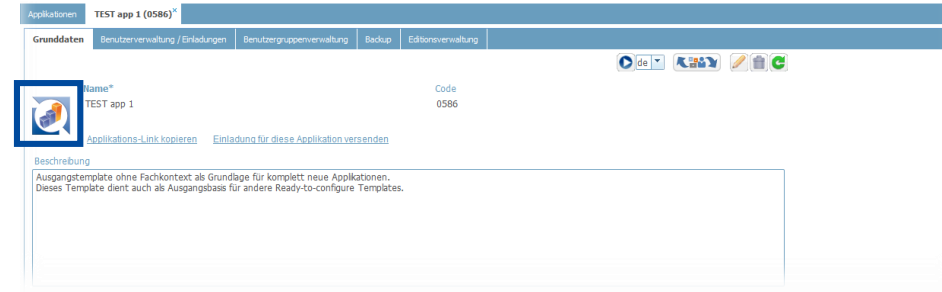 Applikationen TEST app 1 (0586)×
Grunddaten Benutzerverwaltung / Einladungen Benutzergruppenverwaltung Backup Editionsverwaltung
de
Name* Code
TEST app 1 0586
Applikations-Link kopieren Einladung für diese Applikation versenden
Beschreibung
Ausgangstemplate ohne Fachkontext als Grundlage für komplett neue Applikationen.
Dieses Template dient auch als Ausgangsbasis für andere Ready-to-configure Templates.